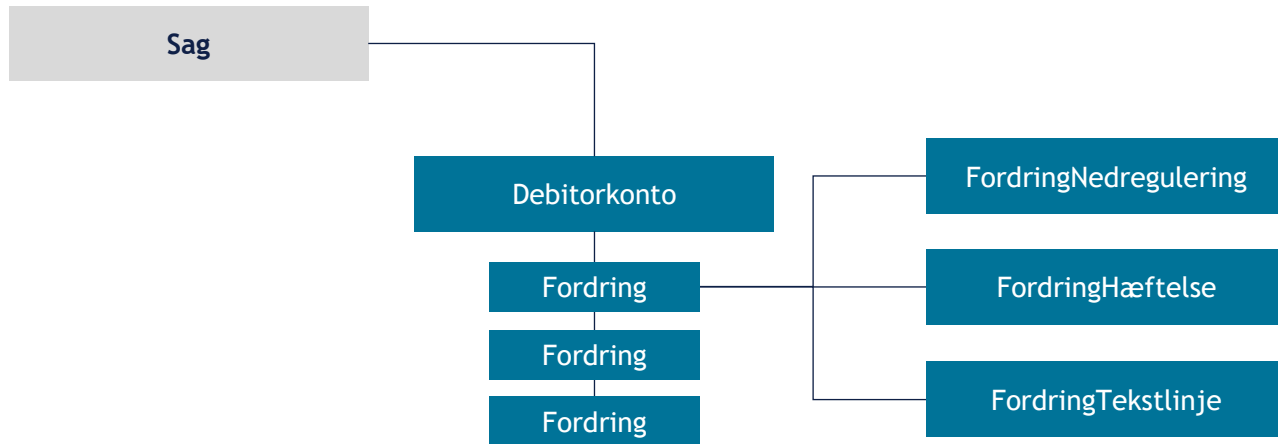 Sag
Debitorkonto
Fordring
Fordring
Fordring
FordringNedregulering
FordringHæftelse
FordringTekstlinje